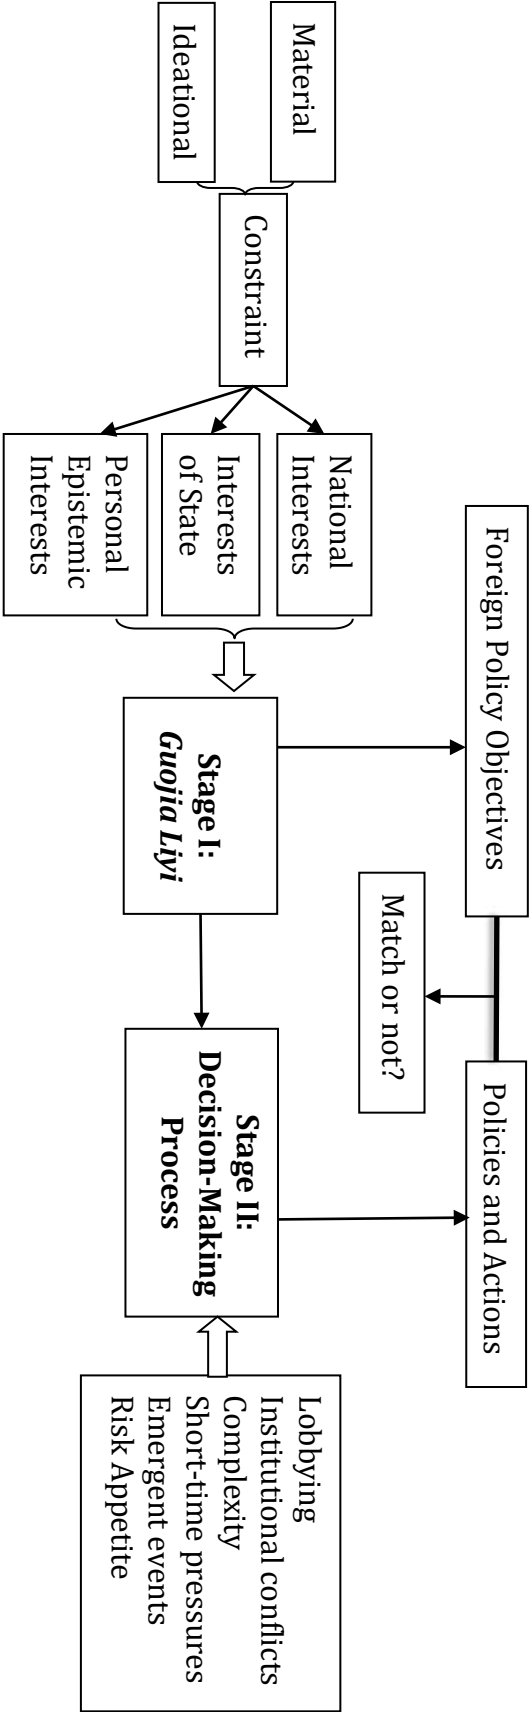 Material
Ideational
Constraint
National
Interests
Interests
of State
Personal
Epistemic
Interests
Foreign Policy Objectives
Stage I:
Guojia Liyi
Match or not?
Stage II:
Decision-Making
Process
Policies and Actions
Lobbying
Institutional conflicts
Complexity
Short-time pressures
Emergent events
Risk Appetite